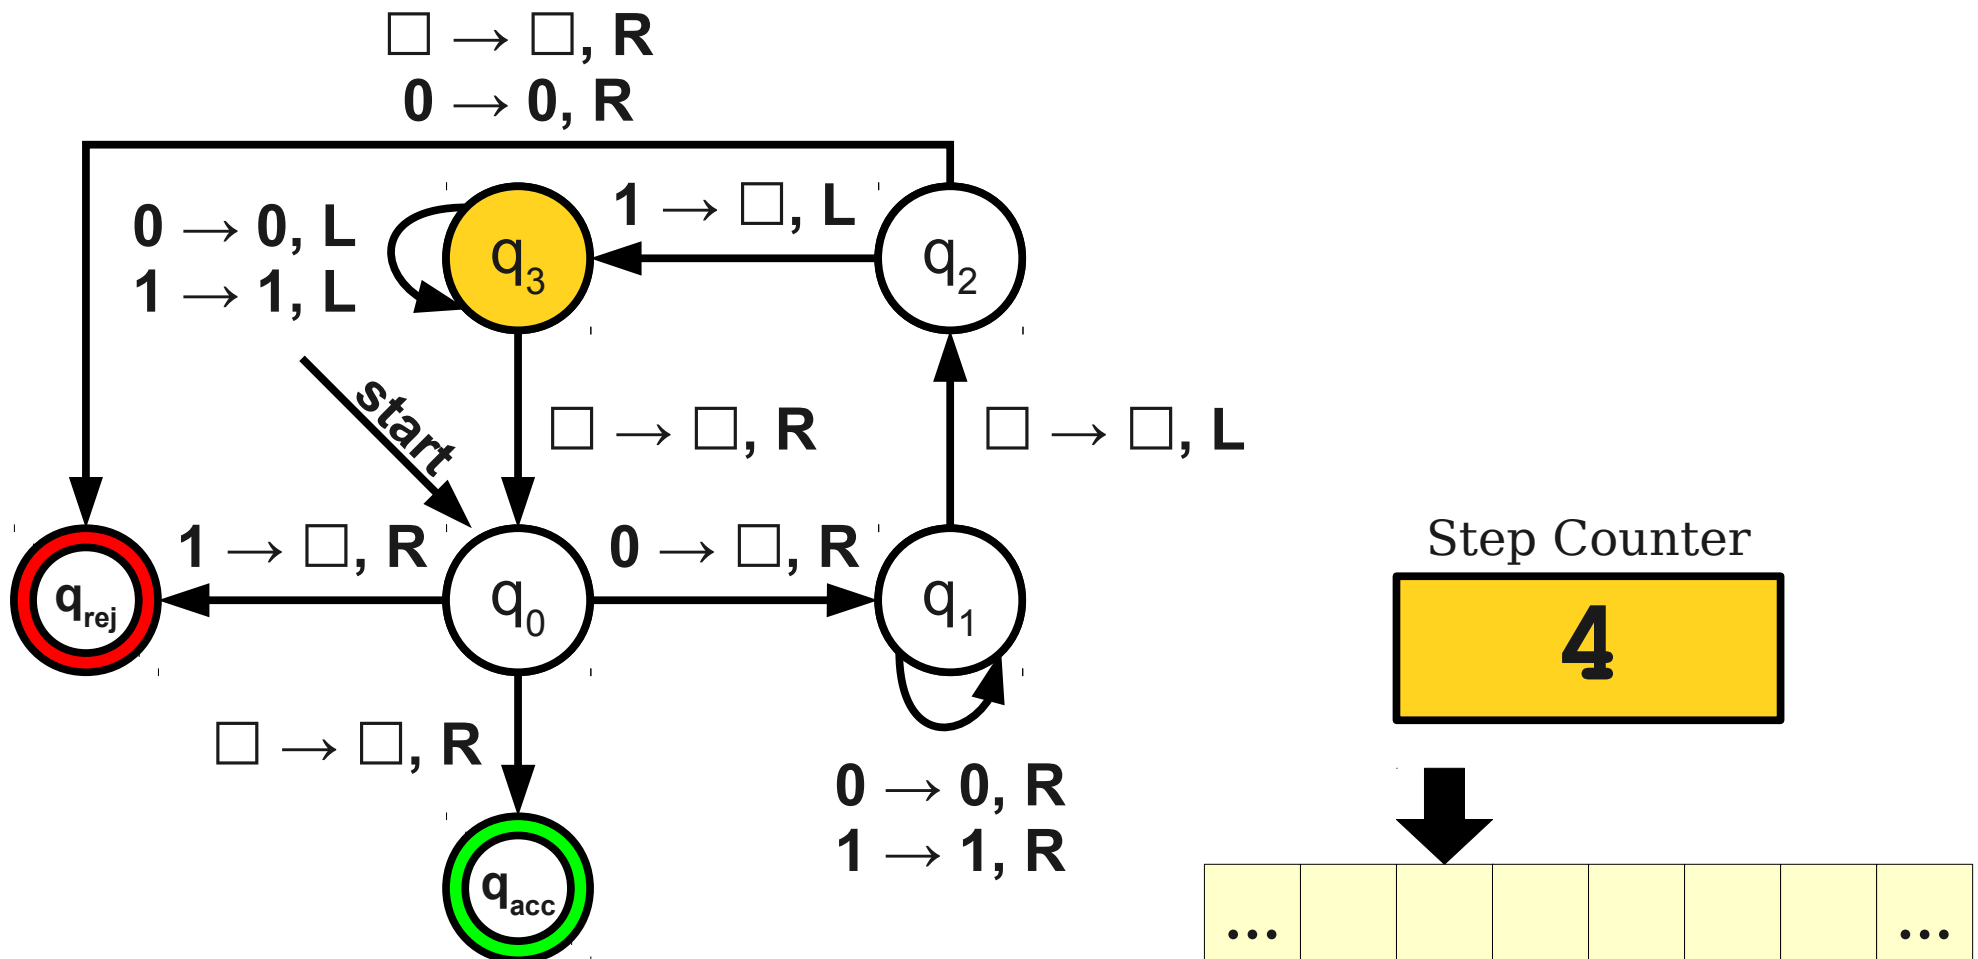 □ → □, R
0 → 0, R
0 → 0, L
1 → 1, L
q3
1 → □, L
q2
start
□ → □, R
□ → □, L
qrej
1 → □, R
q0
0 → □, R
q1
□ → □, R
0 → 0, R
1 → 1, R
qacc
Step Counter
4
... ...